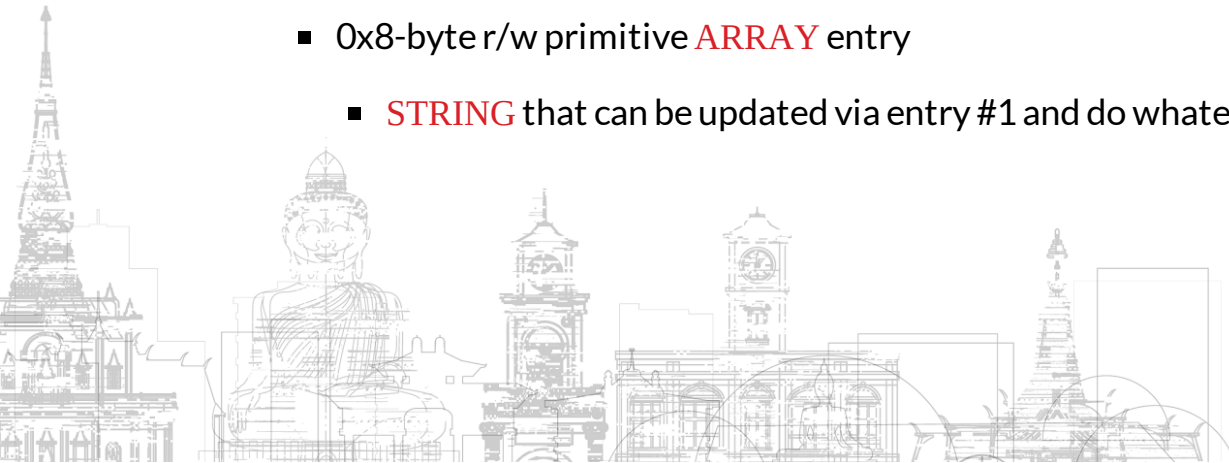 0x8-byte r/w primitive ARRAY entry
STRING that can be updated via entry #1 and do whate